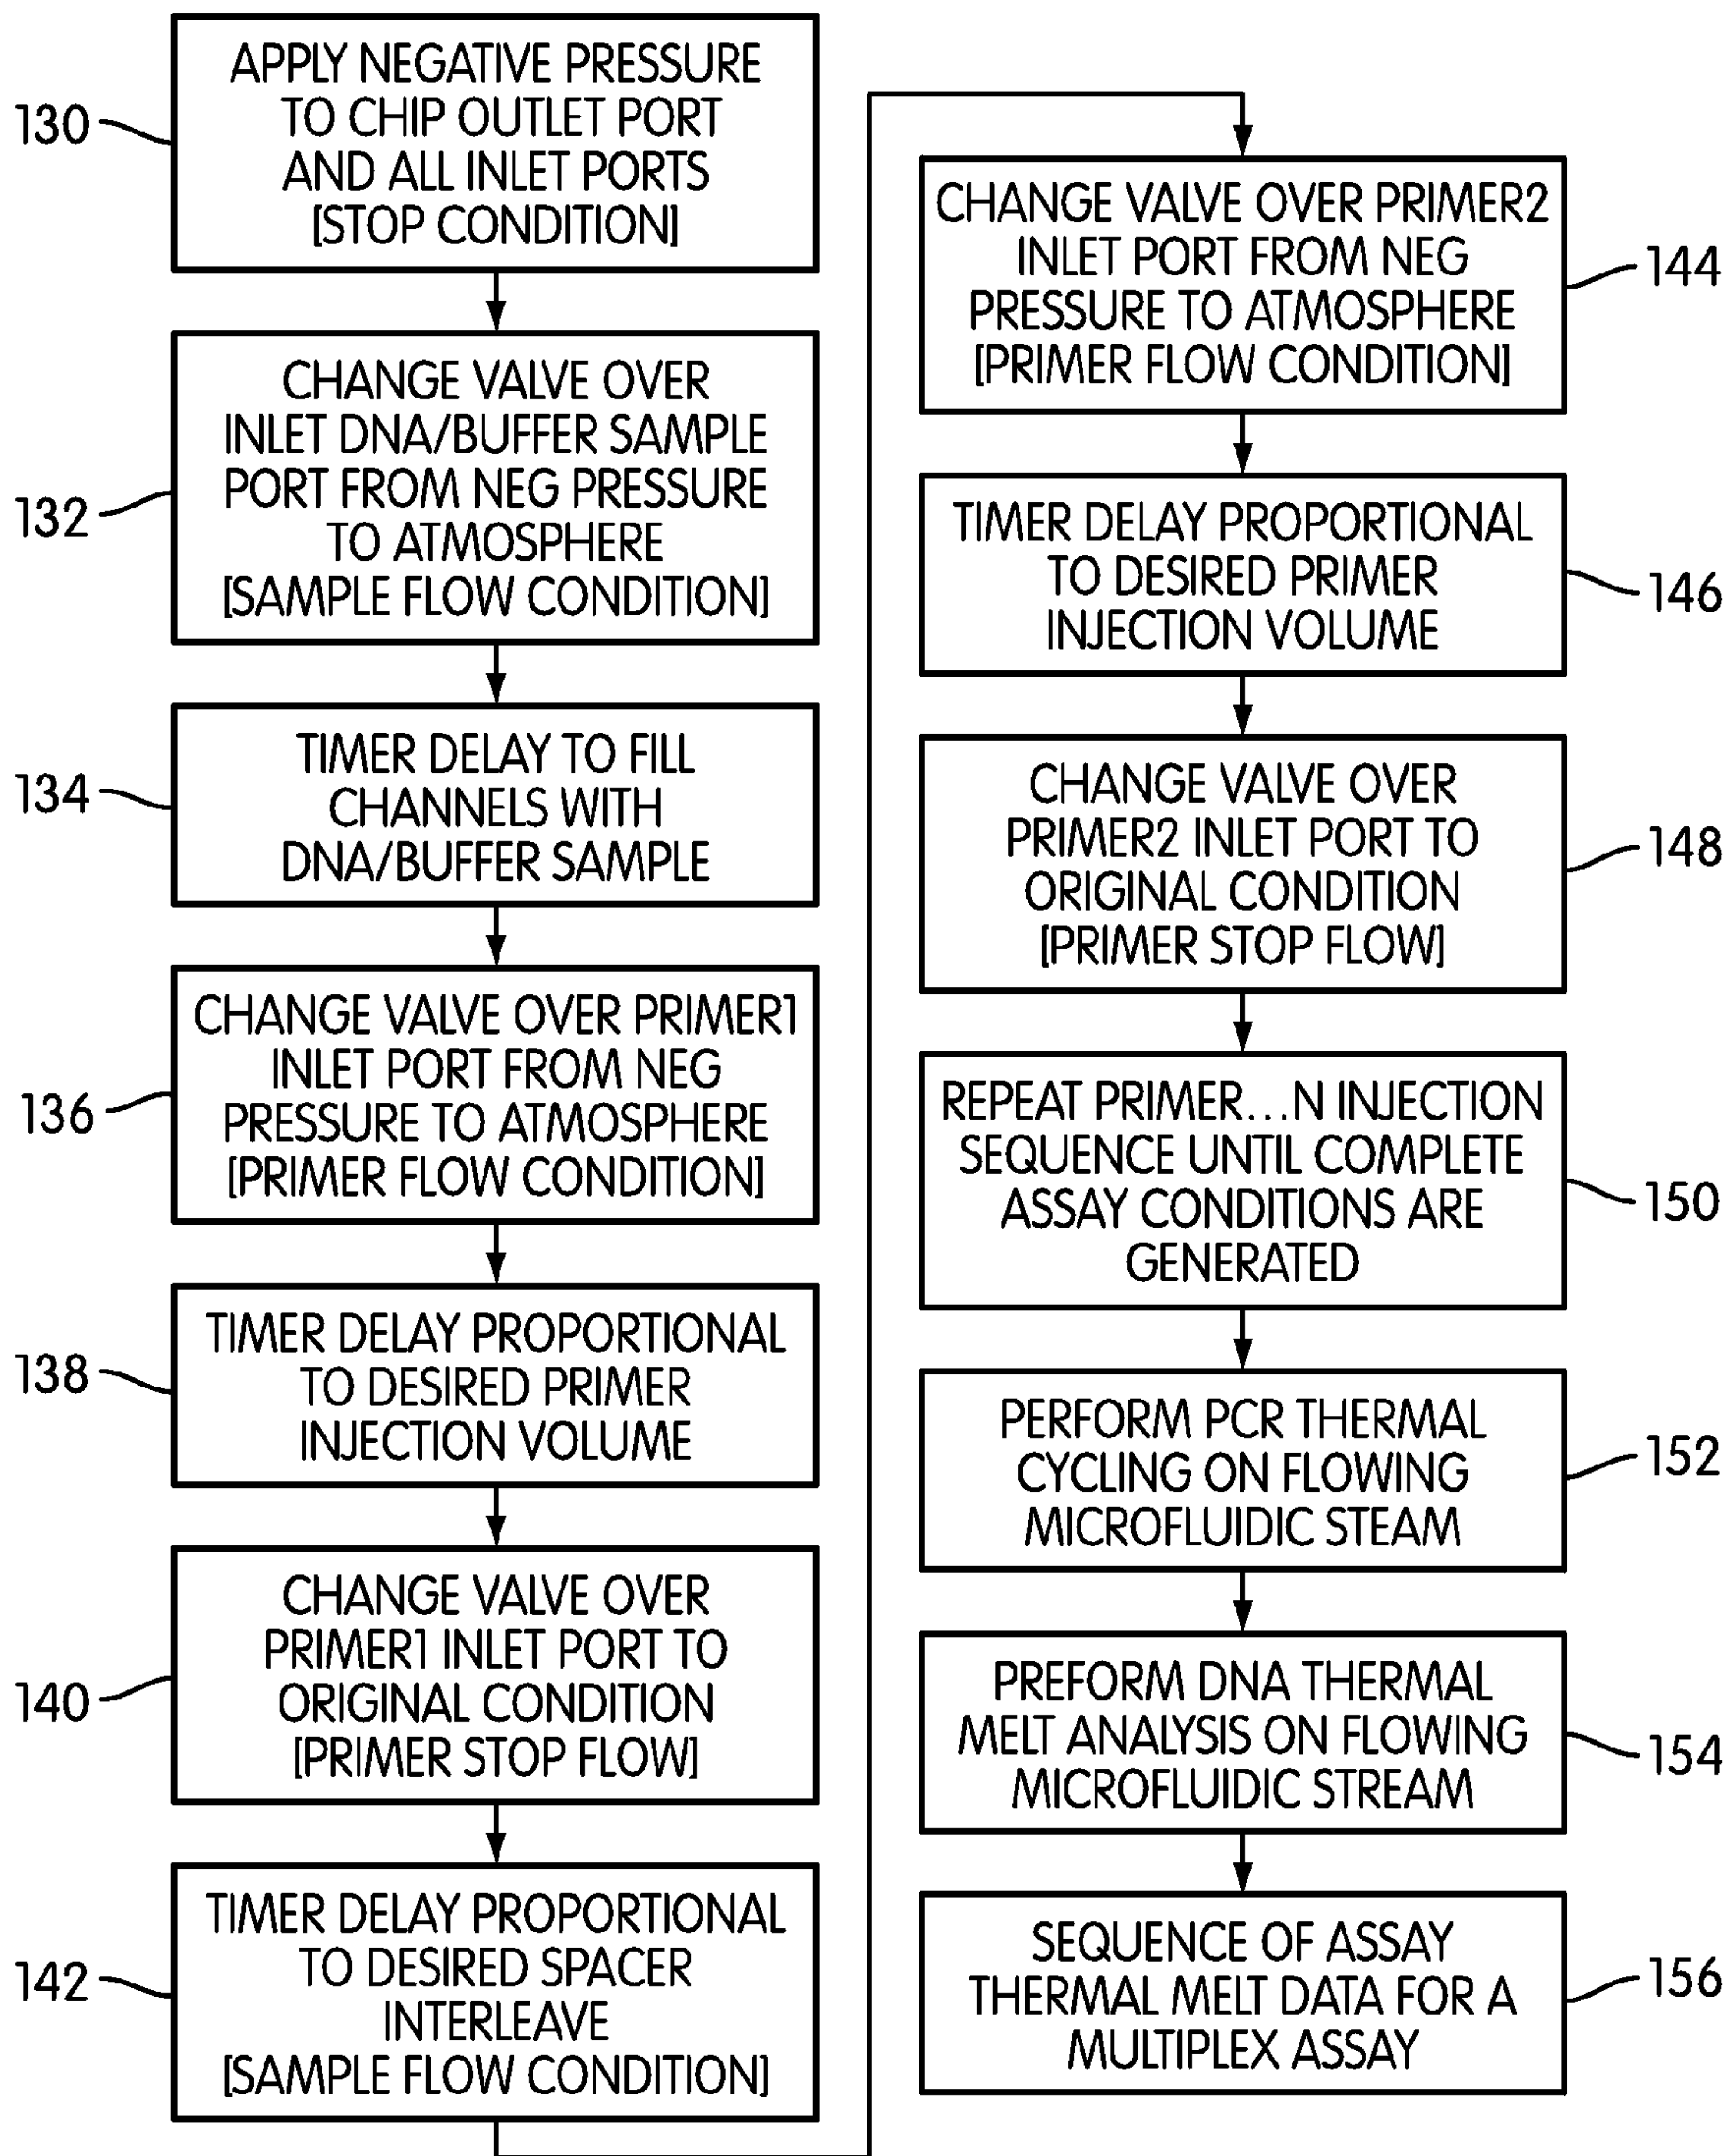 130
APPLY NEGATIVE PRESSURE
TO CHIP OUTLET PORT
AND ALL INLET PORTS
[STOP CONDITION]
132
CHANGE VALVE OVER
INLET DNA/BUFFER SAMPLE
PORT FROM NEG PRESSURE
TO ATMOSPHERE
[SAMPLE FLOW CONDITION]
134
TIMER DELAY TO FILL
CHANNELS WITH
DNA/BUFFER SAMPLE
136
CHANGE VALVE OVER PRIMER1
INLET PORT FROM NEG
PRESSURE TO ATMOSPHERE
[PRIMER FLOW CONDITION]
138
TIMER DELAY PROPORTIONAL
TO DESIRED PRIMER
INJECTION VOLUME
140
CHANGE VALVE OVER
PRIMER1 INLET PORT TO
ORIGINAL CONDITION
[PRIMER STOP FLOW]
142
TIMER DELAY PROPORTIONAL
TO DESIRED SPACER
INTERLEAVE
[SAMPLE FLOW CONDITION]
CHANGE VALVE OVER PRIMER2
INLET PORT FROM NEG
PRESSURE TO ATMOSPHERE
[PRIMER FLOW CONDITION]
144
TIMER DELAY PROPORTIONAL
TO DESIRED PRIMER
INJECTION VOLUME
146
CHANGE VALVE OVER
PRIMER2 INLET PORT TO
ORIGINAL CONDITION
[PRIMER STOP FLOW]
148
REPEAT PRIMER...N INJECTION
SEQUENCE UNTIL COMPLETE
ASSAY CONDITIONS ARE
GENERATED
150
PERFORM PCR THERMAL
CYCLING ON FLOWING
MICROFLUIDIC STEAM
152
PREFORM DNA THERMAL
MELT ANALYSIS ON FLOWING
MICROFLUIDIC STREAM
154
SEQUENCE OF ASSAY
THERMAL MELT DATA FOR A
MULTIPLEX ASSAY
156